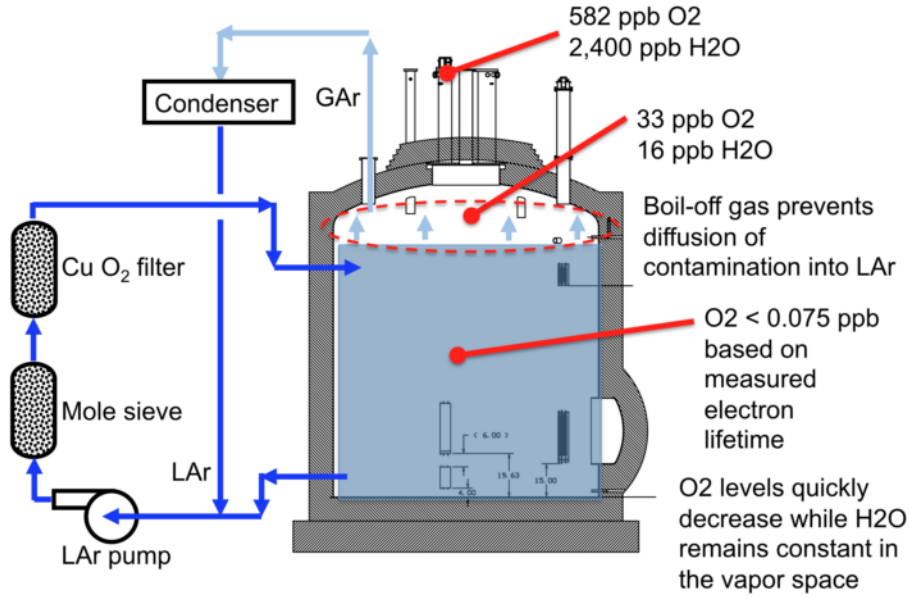 582 ppb O2
2,400 ppb H2O
GAr
Condenser
33 ppb O2
16 ppb H2O
Boil-off gas prevents
diffusion of
contamination into LAr
Cu O₂ filter
O2 < 0.075 ppb
based on
measured
electron
lifetime
Mole sieve
( 6.00 )
19.63
15.00
4.00
LAr
O2 levels quickly
decrease while H2O
remains constant in
the vapor space
LAr pump